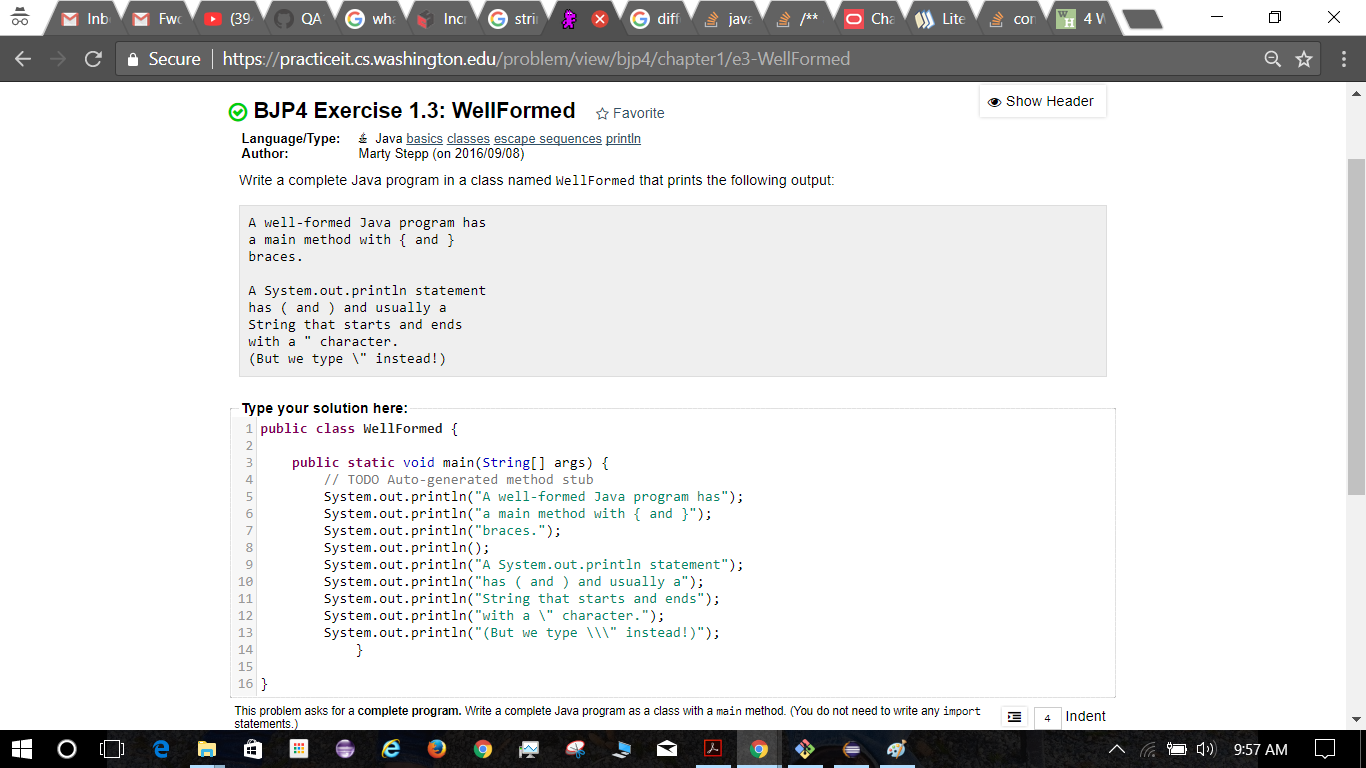 Inb
Fwc
(39
QA
wha
Incr
stri
diff
java
/**
Cha
Lite
cor
4 W
Secure
https://practiceit.cs.washington.edu/problem/view/bjp4/chapter1/e3-WellFormed
Show Header
BJP4 Exercise 1.3: WellFormed
Favorite
Language/Type: Java basics classes escape sequences println
Author: Marty Stepp (on 2016/09/08)
Write a complete Java program in a class named WellFormed that prints the following output:
A well-formed Java program has
a main method with { and }
braces.
A System.out.println statement
has ( and ) and usually a
String that starts and ends
with a " character.
(But we type \" instead!)
Type your solution here:
1 public class WellFormed {
2
3     public static void main(String[] args) {
4         // TODO Auto-generated method stub
5         System.out.println("A well-formed Java program has");
6         System.out.println("a main method with { and }");
7         System.out.println("braces.");
8         System.out.println();
9         System.out.println("A System.out.println statement");
10         System.out.println("has ( and ) and usually a");
11         System.out.println("String that starts and ends");
12         System.out.println("with a \" character.");
13         System.out.println("(But we type \\\" instead!)");
14             }
15
16 }
This problem asks for a complete program. Write a complete Java program as a class with a main method. (You do not need to write any import
statements.)
4 Indent
9:57 AM